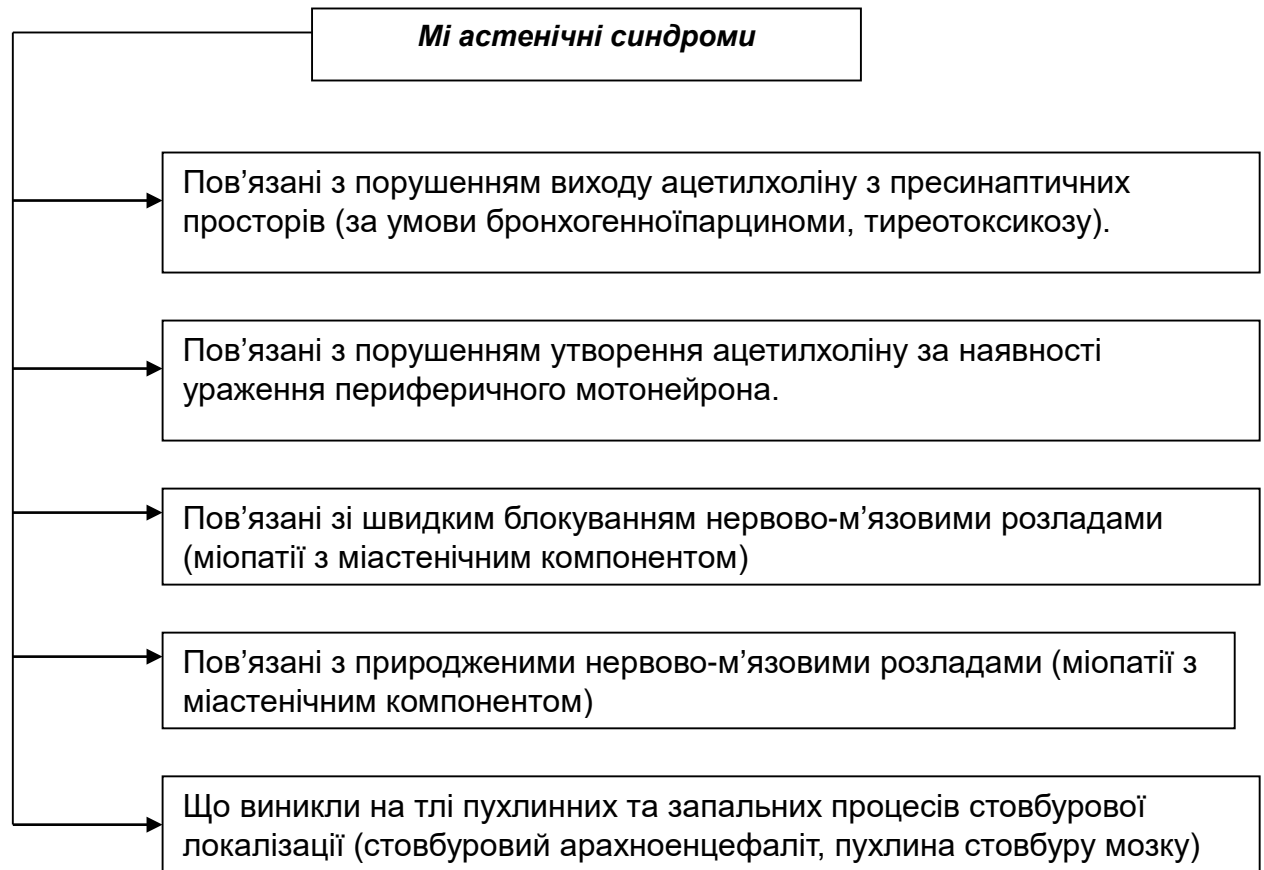 Мі астенічні синдроми
Пов’язані з порушенням виходу ацетилхоліну з пресинаптичних
просторів (за умови бронхогенноїпарциноми, тиреотоксикозу).
Пов’язані з порушенням утворення ацетилхоліну за наявності
ураження периферичного мотонейрона.
Пов’язані зі швидким блокуванням нервово-м’язовими розладами
(міопатії з міастенічним компонентом)
Пов’язані з природженими нервово-м’язовими розладами (міопатії з
міастенічним компонентом)
Що виникли на тлі пухлинних та запальних процесів стовбурової
локалізації (стовбуровий арахноенцефаліт, пухлина стовбуру мозку)